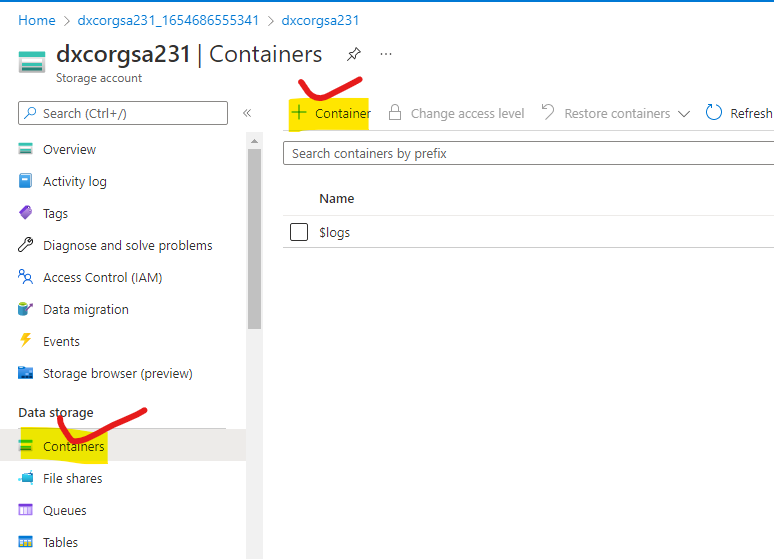 Home > dxcorgsa231_1654686555341 > dxcorgsa231
dxcorgsa231 | Containers
Storage account
Search (Ctrl+/)
Overview
Activity log
Tags
Diagnose and solve problems
Access Control (IAM)
Data migration
Events
Storage browser (preview)
Data storage
Containers
File shares
Queues
Tables
+ Container
Change access level
Restore containers
Refresh
Search containers by prefix
Name
$logs